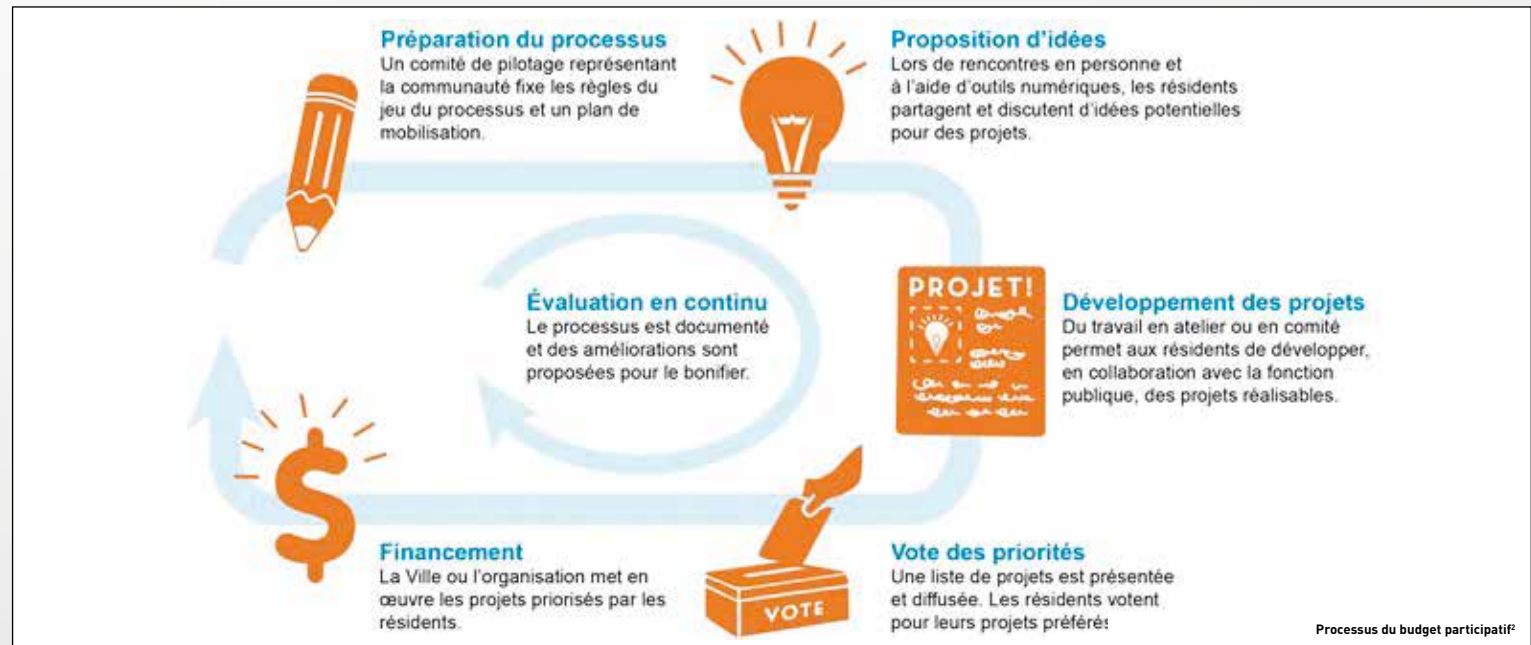 Préparation du processus
Un comité de pilotage représentant
la communauté fixe les règles du
jeu du processus et un plan de
mobilisation.
Proposition d'idées
Lors de rencontres en personne et
à l'aide d'outils numériques, les résidents
partagent et discutent d'idées potentielles
pour des projets.
PROJET!
Développement des projets
Du travail en atelier ou en comité
permet aux résidents de développer,
en collaboration avec la fonction
publique, des projets réalisables.
Évaluation en continu
Le processus est documenté
et des améliorations sont
proposées pour le bonifier.
Financement
La Ville ou l'organisation met en
œuvre les projets priorisés par les
résidents.
VOTE
Vote des priorités
Une liste de projets est présentée
et diffusée. Les résidents votent
pour leurs projets préférés
Processus du budget participatif²